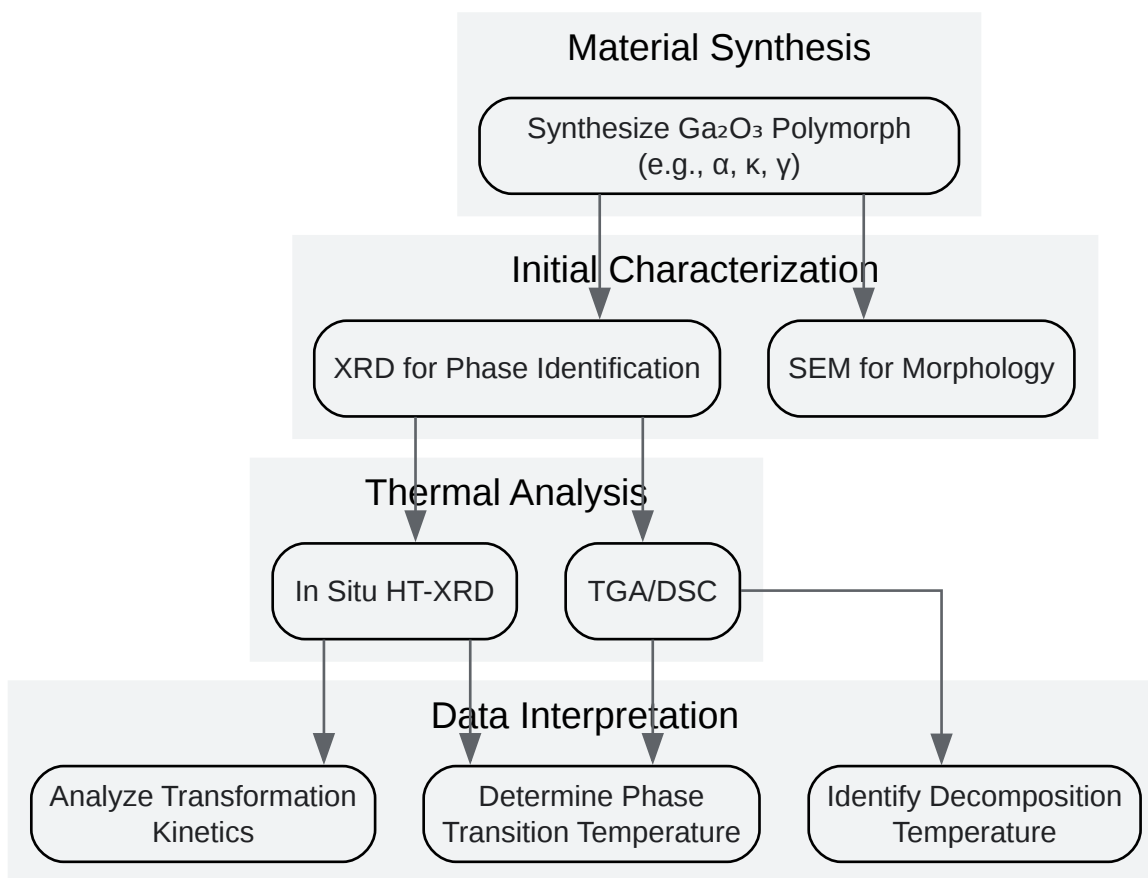 Material Synthesis
Synthesize Ga₂O₃ Polymorph
(e.g., α, κ, γ)
Initial Characterization
XRD for Phase Identification
SEM for Morphology
Thermal Analysis
In Situ HT-XRD
TGA/DSC
Data Interpretation
Analyze Transformation
Kinetics
Determine Phase
Transition Temperature
Identify Decomposition
Temperature